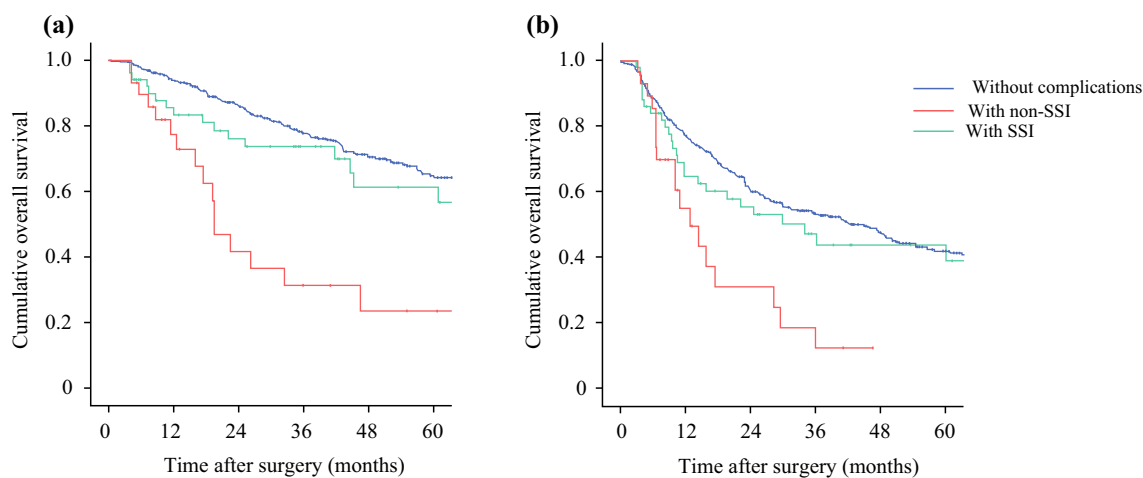 (a)
Cumulative overall survival
1.0
0.8
0.6
0.4
0.2
0
0 12 24 36 48 60
Time after surgery (months)
(b)
Cumulative overall survival
1.0
0.8
0.6
0.4
0.2
0
0 12 24 36 48 60
Time after surgery (months)
Without complications
With non-SSI
With SSI